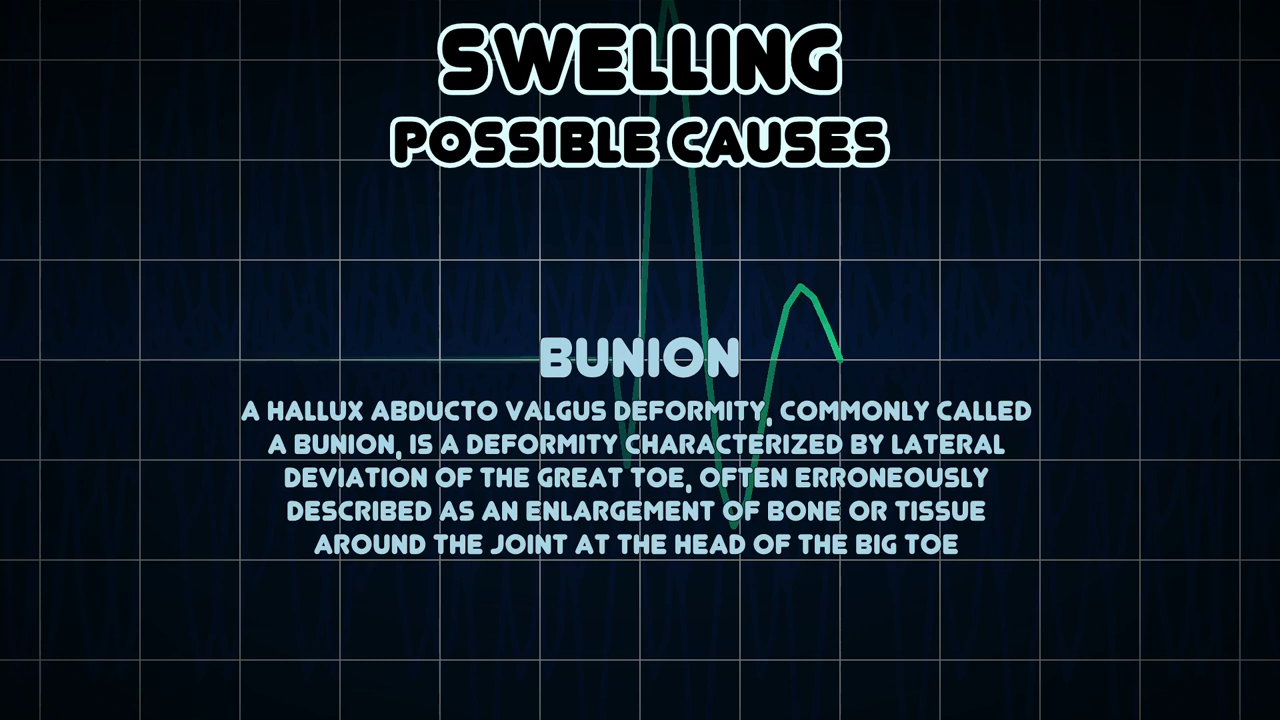 SWELLING
POSSIBLE CAUSES
BUNION
A HALLUX ABDUCTO VALGUS DEFORMITY, COMMONLY CALLED
A BUNION, IS A DEFORMITY CHARACTERIZED BY LATERAL
DEVIATION OF THE GREAT TOE, OFTEN ERRONEOUSLY
DESCRIBED AS AN ENLARGEMENT OF BONE OR TISSUE
AROUND THE JOINT AT THE HEAD OF THE BIG TOE